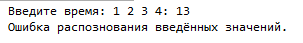 Введите время: 1 2 3 4: 13
Ошибка распознования введённых значений.